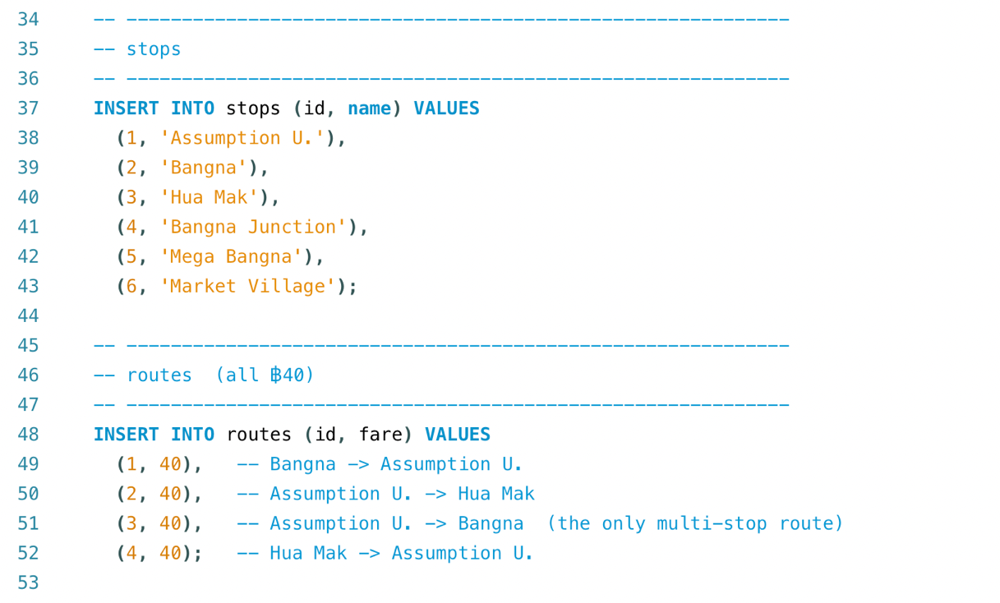 34 -- ------------------------------------------------------------
35 -- stops
36 -- ------------------------------------------------------------
37 INSERT INTO stops (id, name) VALUES
38   (1, 'Assumption U.'),
39   (2, 'Bangna'),
40   (3, 'Hua Mak'),
41   (4, 'Bangna Junction'),
42   (5, 'Mega Bangna'),
43   (6, 'Market Village');
44
45 -- ------------------------------------------------------------
46 -- routes  (all ฿40)
47 -- ------------------------------------------------------------
48 INSERT INTO routes (id, fare) VALUES
49   (1, 40),   -- Bangna -> Assumption U.
50   (2, 40),   -- Assumption U. -> Hua Mak
51   (3, 40),   -- Assumption U. -> Bangna  (the only multi-stop route)
52   (4, 40);   -- Hua Mak -> Assumption U.
53